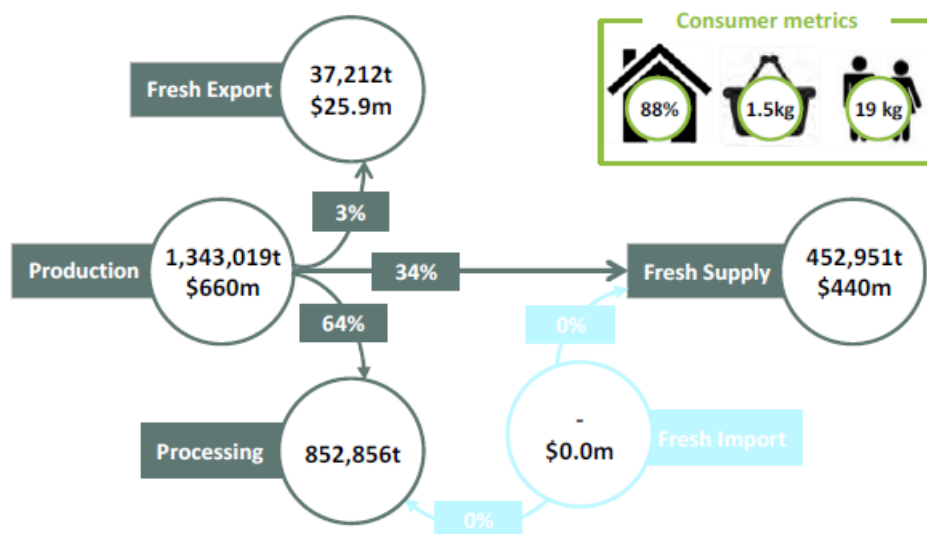 Consumer metrics
88%
1.5kg
19 kg
Fresh Export
37,212t
$25.9m
3%
Production
1,343,019t
$660m
34%
Fresh Supply
452,951t
$440m
64%
0%
Processing
852,856t
-
$0.0m
Fresh Import
0%